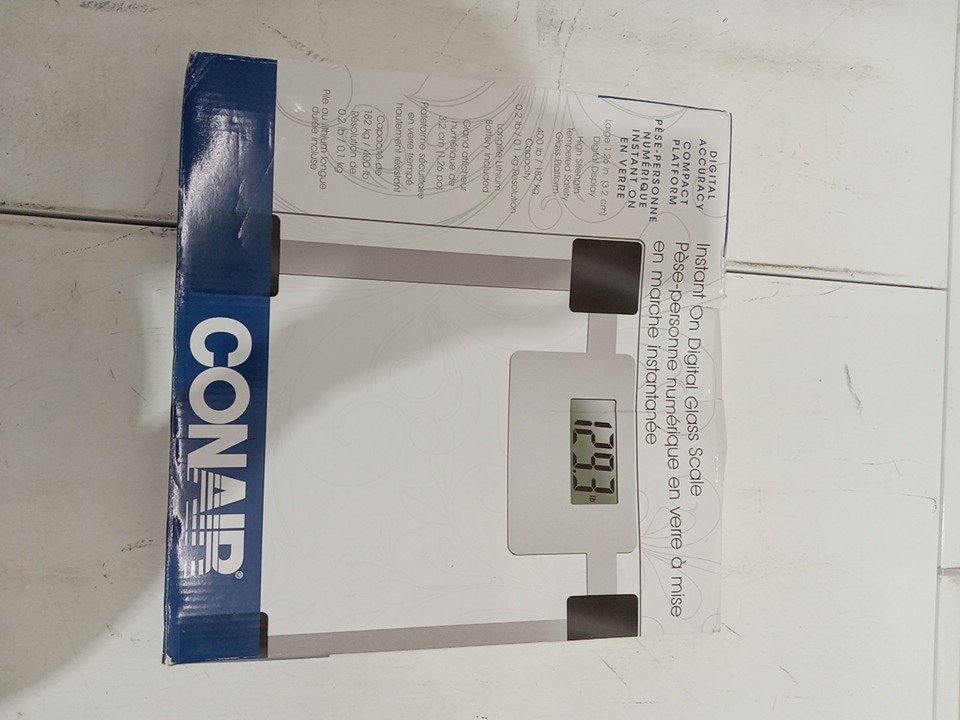 Instant On Digital Glass Scale
Pèse-personne numérique en verre à mise
en marche instantanée
DIGITAL
ACCURACY
COMPACT
PLATFORM
PÈSE-PERSONNE
NUMÉRIQUE
INSTANT ON
EN VERRE
Large 1.26 in. (3.2 cm)
Digital Display
High Strength
Tempered Safety
Glass Platform
400 lb / 182 kg
Capacity
0.2 lb / 0.1 kg Resolution
Longlife Lithium
Battery Included
Grand afficheur
numérique de
3,2 cm (1,26 po)
Plateforme sécuritaire
en verre trempé
hautement résistant
Capacité de
182 kg / 400 lb
Résolution de
0,2 lb / 0,1 kg
Pile au lithium longue
durée incluse
129.3 lb
CONAIR®